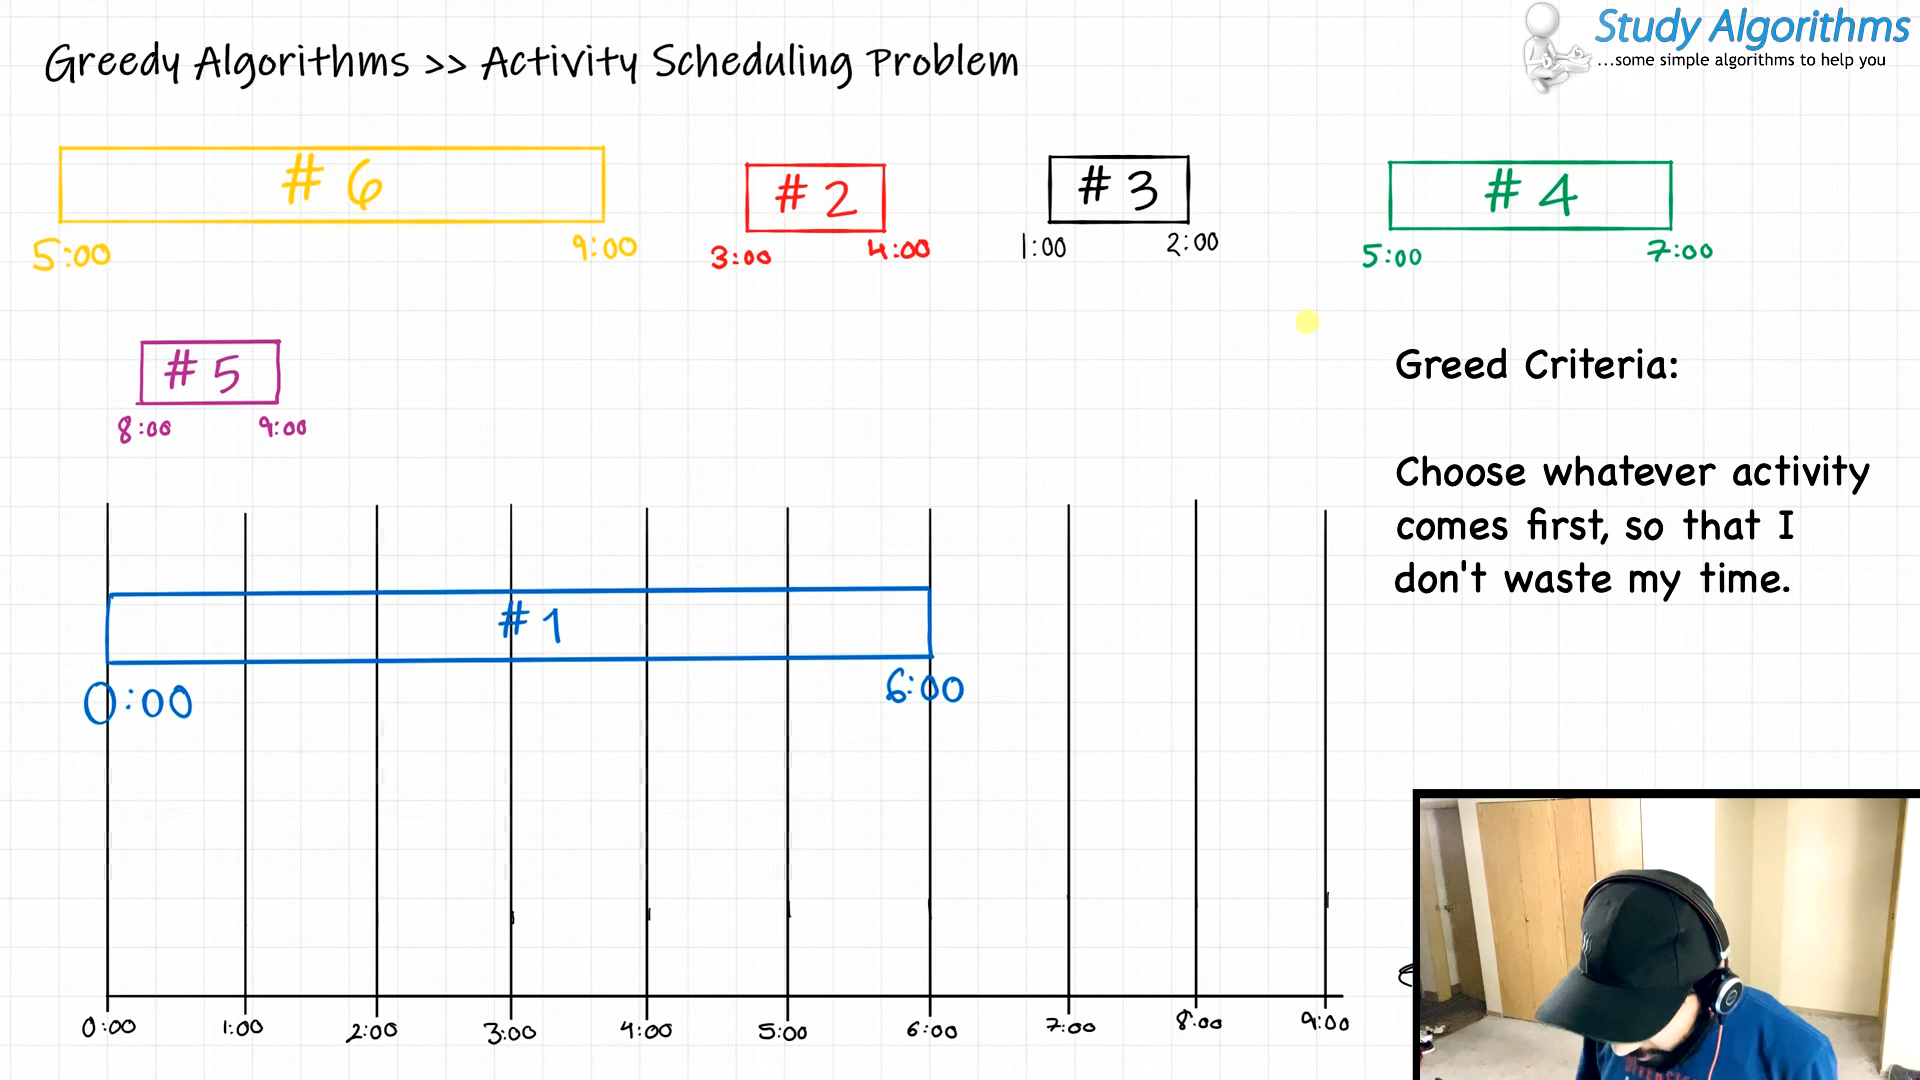 Study Algorithms
...some simple algorithms to help you
Greedy Algorithms >> Activity Scheduling Problem
# 6
5:00 9:00
# 2
3:00 4:00
# 3
1:00 2:00
# 4
5:00 7:00
# 5
8:00 9:00
Greed Criteria:
Choose whatever activity
comes first, so that I
don't waste my time.
# 1
0:00 6:00
0:00 1:00 2:00 3:00 4:00 5:00 6:00 7:00 8:00 9:00